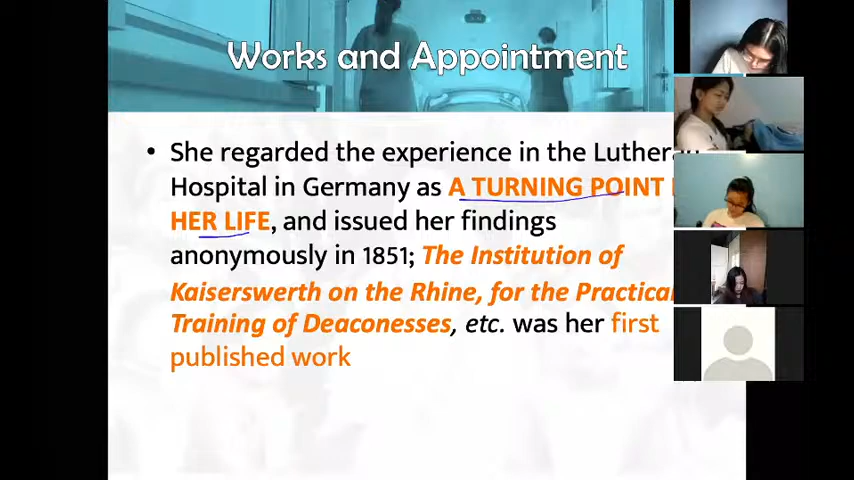 Works and Appointment
• She regarded the experience in the Lutheran
Hospital in Germany as A TURNING POINT
HER LIFE, and issued her findings
anonymously in 1851; The Institution of
Kaiserswerth on the Rhine, for the Practical
Training of Deaconesses, etc. was her first
published work